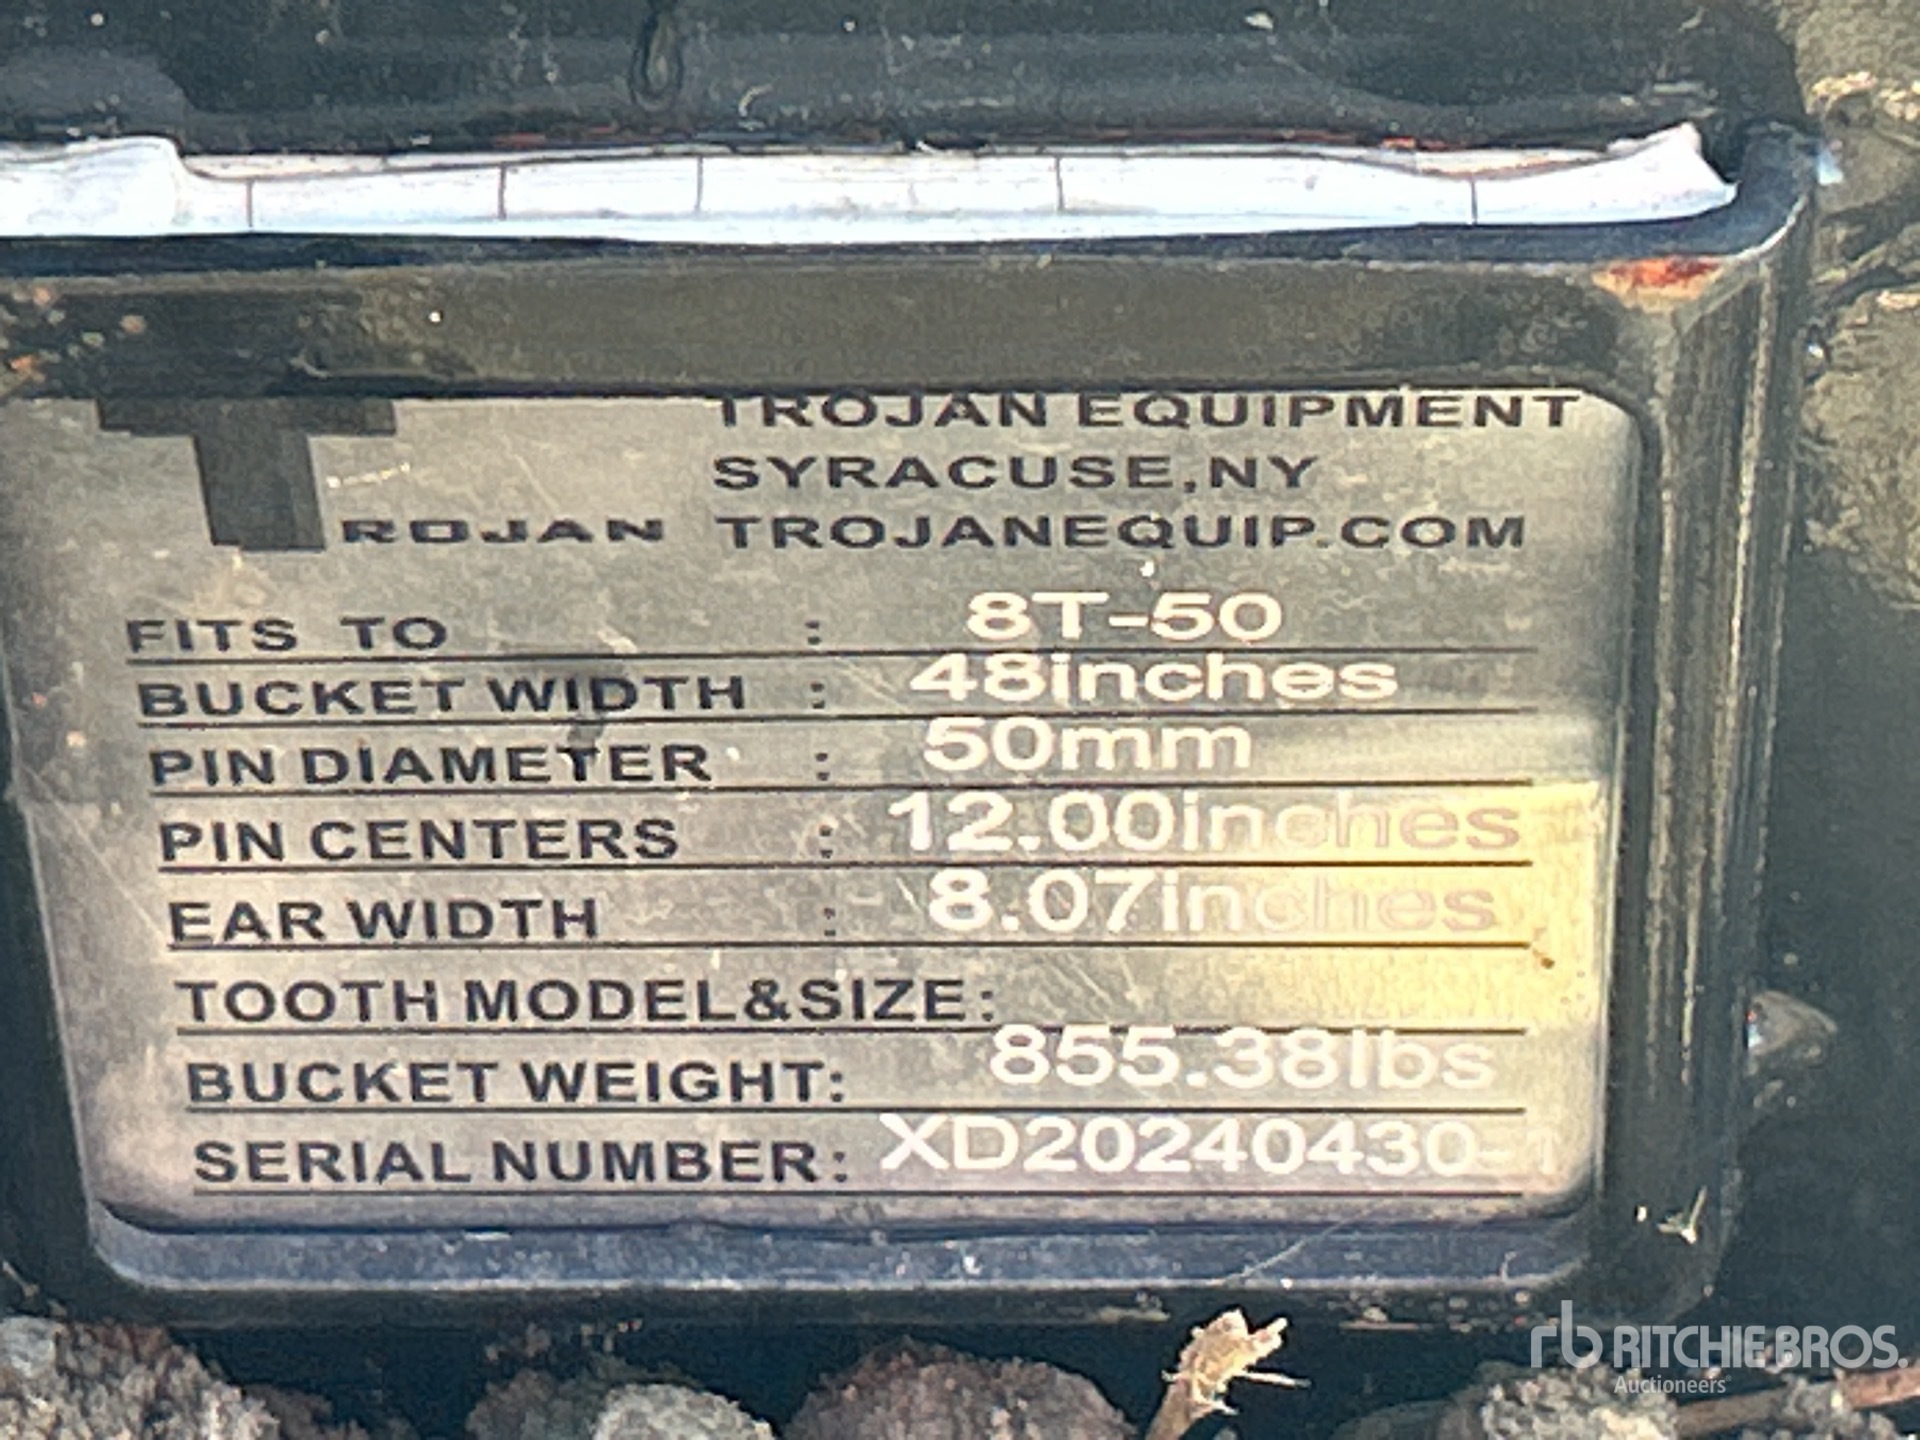 TROJAN EQUIPMENT
SYRACUSE,NY
TROJAN TROJANEQUIP.COM
FITS TO : 8T-50
BUCKET WIDTH : 48inches
PIN DIAMETER : 50mm
PIN CENTERS : 12.00inches
EAR WIDTH : 8.07inches
TOOTH MODEL&SIZE:
BUCKET WEIGHT: 855.38lbs
SERIAL NUMBER: XD20240430-1
rb RITCHIE BROS.
Auctioneers